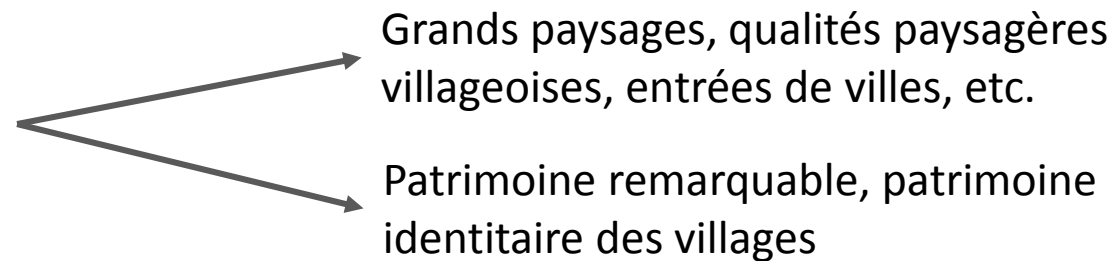 Grands paysages, qualités paysagères
villageoises, entrées de villes, etc.
Patrimoine remarquable, patrimoine
identitaire des villages